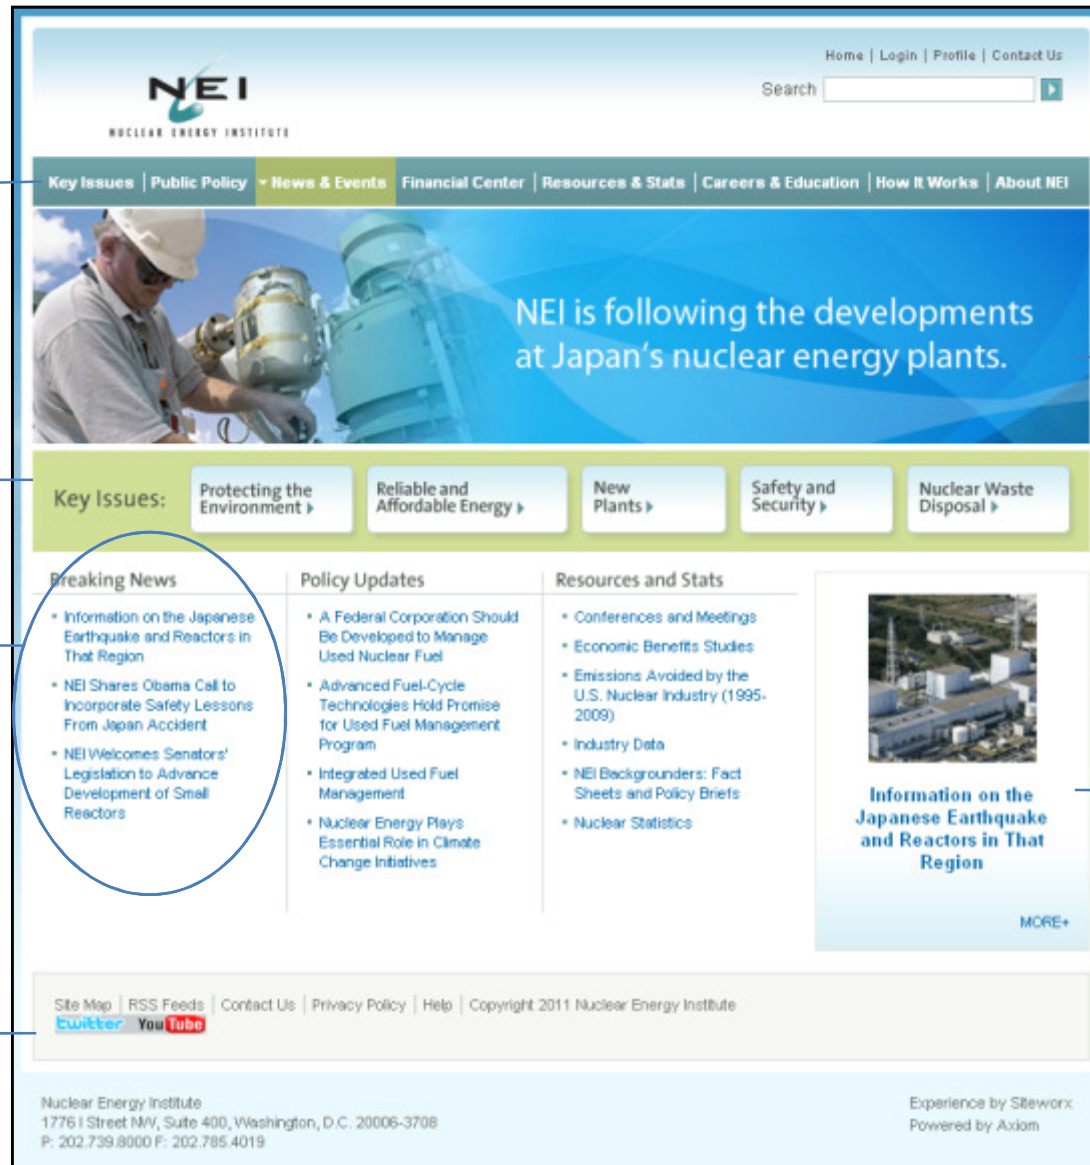 Home | Login | Profile | Contact Us
Search
NEI
NUCLEAR ENERGY INSTITUTE
Key Issues | Public Policy News & Events Financial Center | Resources & Stats | Careers & Education | How It Works | About NEI
NEI is following the developments
at Japan's nuclear energy plants.
Key Issues:
Protecting the
Environment
Reliable and
Affordable Energy
New
Plants
Safety and
Security
Nuclear Waste
Disposal
Breaking News
Information on the Japanese
Earthquake and Reactors in
That Region
NEI Shares Obama Call to
Incorporate Safety Lessons
From Japan Accident
NEI Welcomes Senators'
Legislation to Advance
Development of Small
Reactors
Policy Updates
A Federal Corporation Should
Be Developed to Manage
Used Nuclear Fuel
Advanced Fuel-Cycle
Technologies Hold Promise
for Used Fuel Management
Program
Integrated Used Fuel
Management
Nuclear Energy Plays
Essential Role in Climate
Change Initiatives
Resources and Stats
Conferences and Meetings
Economic Benefits Studies
Emissions Avoided by the
U.S. Nuclear Industry (1995-
2009)
Industry Data
NEI Backgrounders: Fact
Sheets and Policy Briefs
Nuclear Statistics
Information on the
Japanese Earthquake
and Reactors in That
Region
MORE+
Site Map | RSS Feeds | Contact Us | Privacy Policy | Help | Copyright 2011 Nuclear Energy Institute
twitter YouTube
Nuclear Energy Institute
1776 I Street NW, Suite 400, Washington, D.C. 20006-3708
P: 202.739.8000 F: 202.785.4019
Experience by Siteworx
Powered by Axiom